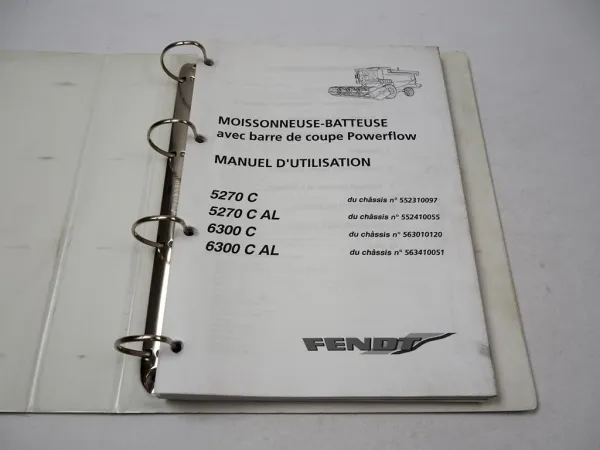 MOISSONNEUSE-BATTEUSE
avec barre de coupe Powerflow
MANUEL D'UTILISATION
5270 C du châssis n° 552310097
5270 C AL du châssis n° 552410055
6300 C du châssis n° 563010120
6300 C AL du châssis n° 563410051
FENDT